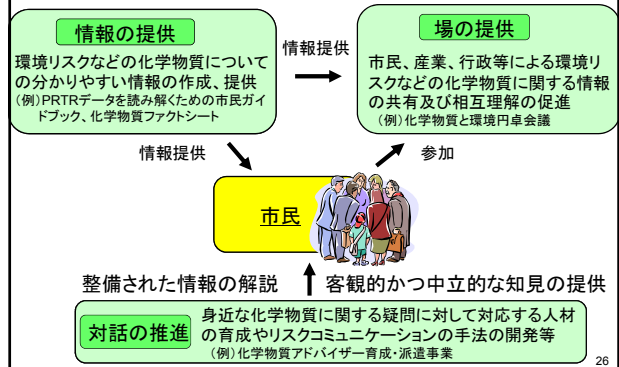 情報の提供
環境リスクなどの化学物質について
の分かりやすい情報の作成、提供
(例)PRTRデータを読み解くための市民ガイ
ドブック、化学物質ファクトシート
情報提供
場の提供
市民、産業、行政等による環境リ
スクなどの化学物質に関する情報
の共有及び相互理解の促進
(例)化学物質と環境円卓会議
情報提供
参加
市民
整備された情報の解説
客観的かつ中立的な知見の提供
対話の推進
身近な化学物質に関する疑問に対して対応する人材
の育成やリスクコミュニケーションの手法の開発等
(例)化学物質アドバイザー育成・派遣事業
26